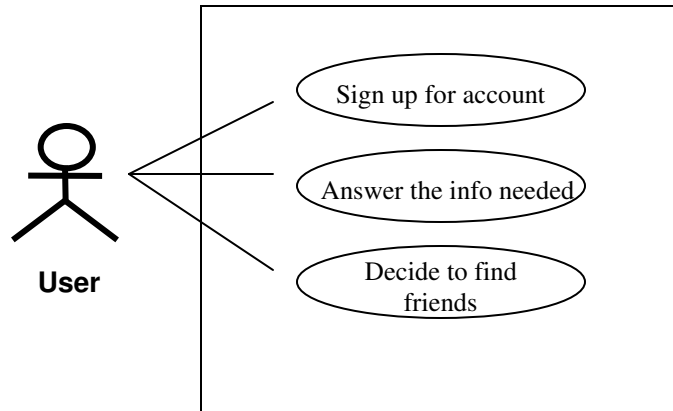 Sign up for account
Answer the info needed
Decide to find
friends
User